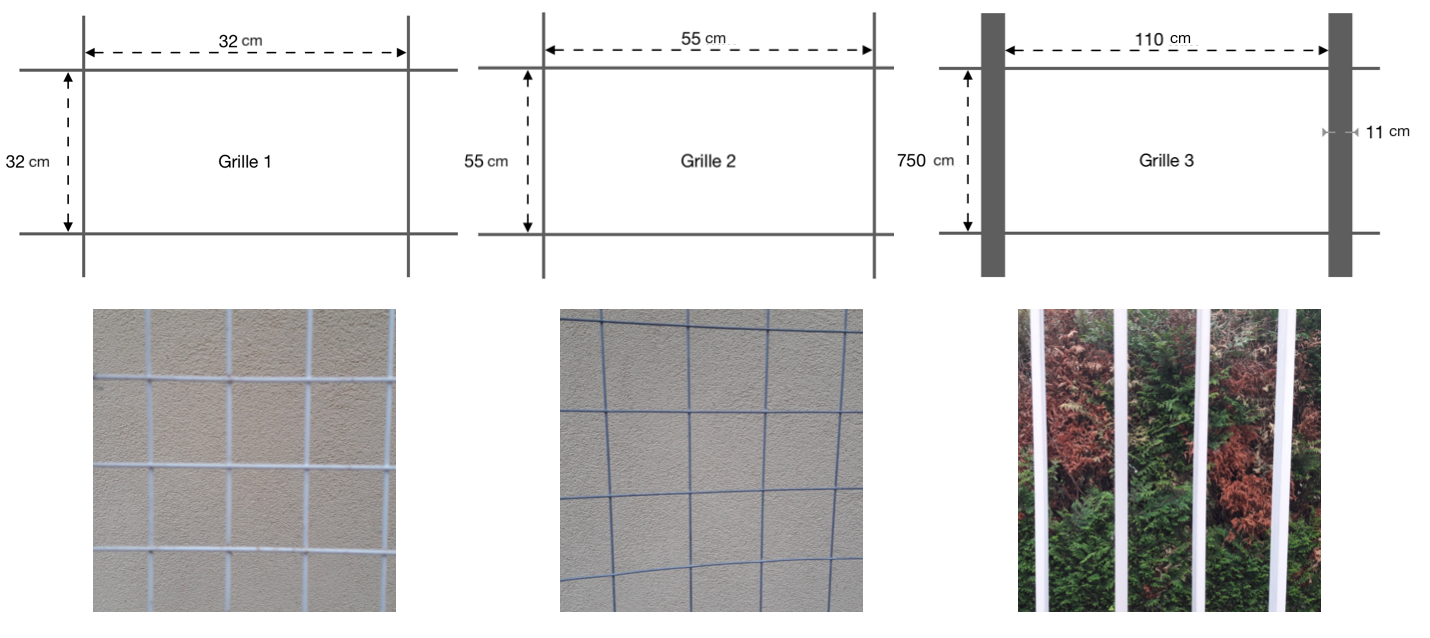 32 cm
32 cm
Grille 1
55 cm
55 cm
Grille 2
110 cm
750 cm
Grille 3
11 cm